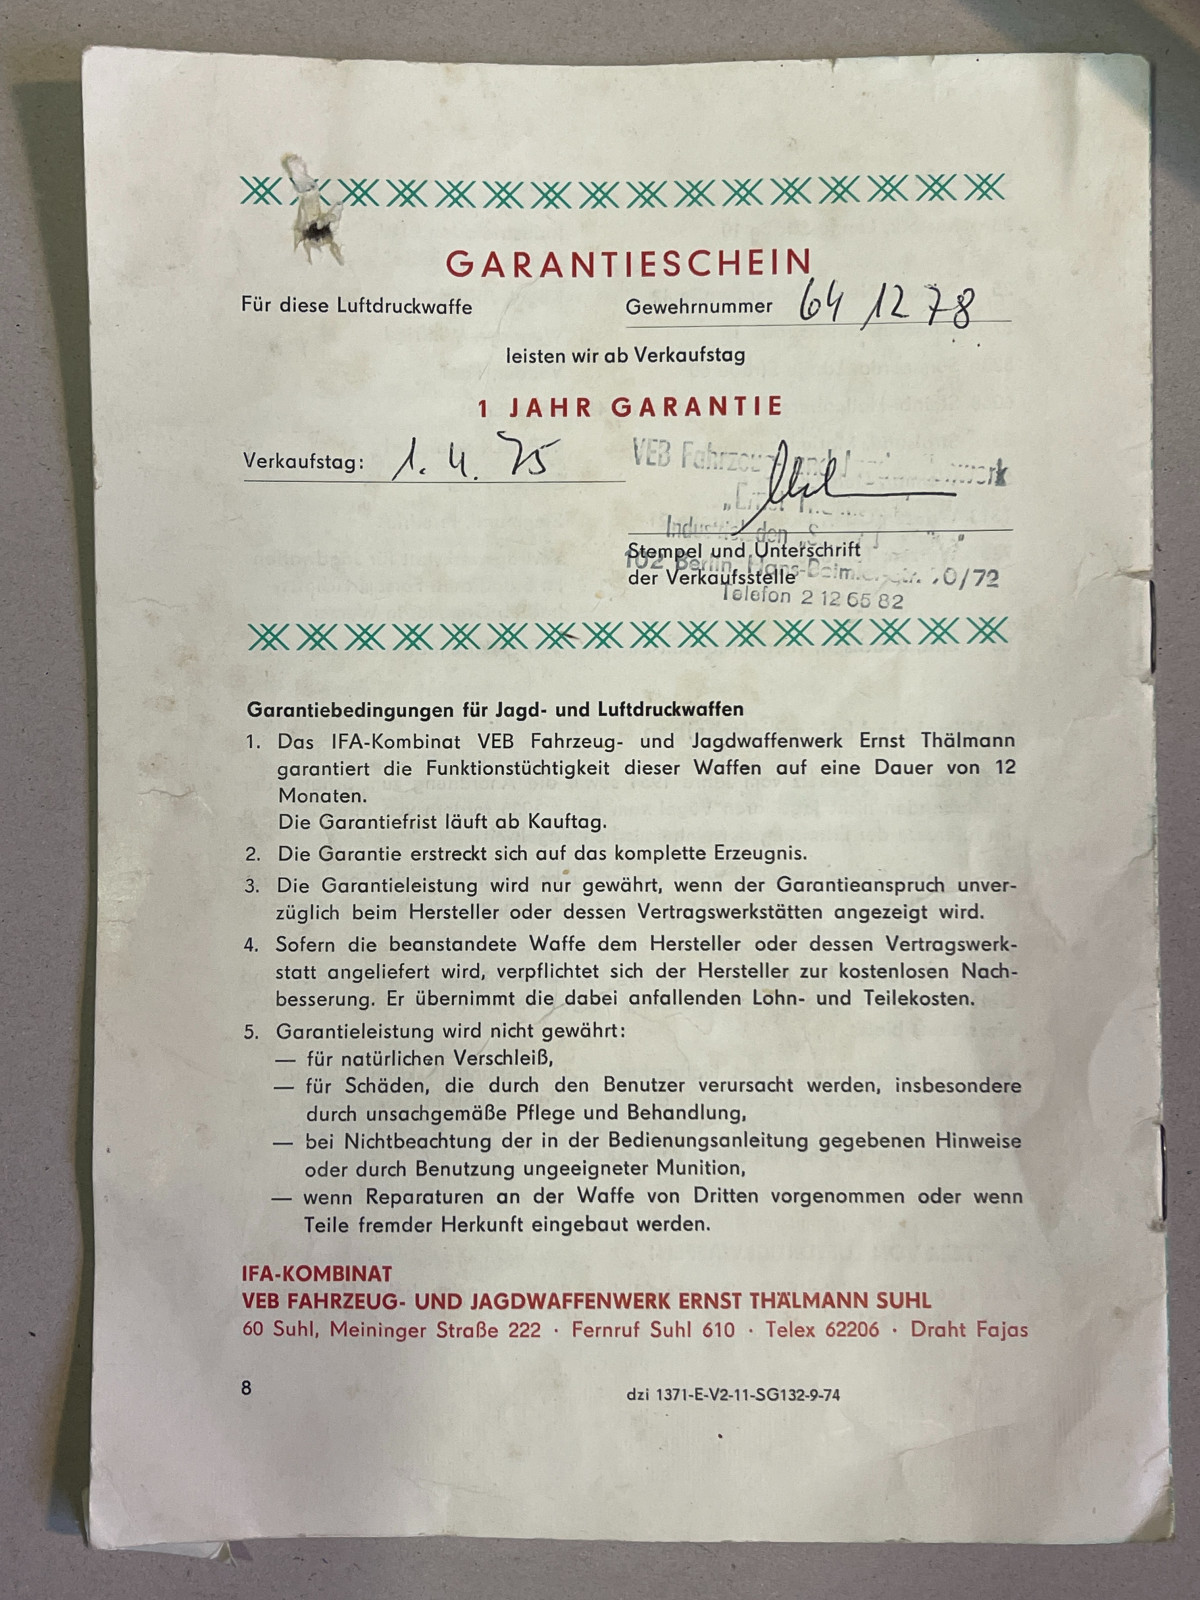 GARANTIESCHEIN
Für diese Luftdruckwaffe Gewehrnummer 64 12 78
leisten wir ab Verkaufstag
1 JAHR GARANTIE
Verkaufstag: 1. 4. 75
VEB Fahrzeug- und
Stempel und Unterschrift
102 Berlin,
der Verkaufsstelle
Telefon 2 12 65 82
Garantiebedingungen für Jagd- und Luftdruckwaffen
1. Das IFA-Kombinat VEB Fahrzeug- und Jagdwaffenwerk Ernst Thälmann
garantiert die Funktionstüchtigkeit dieser Waffen auf eine Dauer von 12
Monaten.
Die Garantiefrist läuft ab Kauftag.
2. Die Garantie erstreckt sich auf das komplette Erzeugnis.
3. Die Garantieleistung wird nur gewährt, wenn der Garantieanspruch unver-
züglich beim Hersteller oder dessen Vertragswerkstätten angezeigt wird.
4. Sofern die beanstandete Waffe dem Hersteller oder dessen Vertragswerk-
statt angeliefert wird, verpflichtet sich der Hersteller zur kostenlosen Nach-
besserung. Er übernimmt die dabei anfallenden Lohn- und Teilekosten.
5. Garantieleistung wird nicht gewährt:
— für natürlichen Verschleiß,
— für Schäden, die durch den Benutzer verursacht werden, insbesondere
durch unsachgemäße Pflege und Behandlung,
— bei Nichtbeachtung der in der Bedienungsanleitung gegebenen Hinweise
oder durch Benutzung ungeeigneter Munition,
— wenn Reparaturen an der Waffe von Dritten vorgenommen oder wenn
Teile fremder Herkunft eingebaut werden.
IFA-KOMBINAT
VEB FAHRZEUG- UND JAGDWAFFENWERK ERNST THÄLMANN SUHL
60 Suhl, Meininger Straße 222 · Fernruf Suhl 610 · Telex 62206 · Draht Fajas
8 dzi 1371-E-V2-11-SG132-9-74